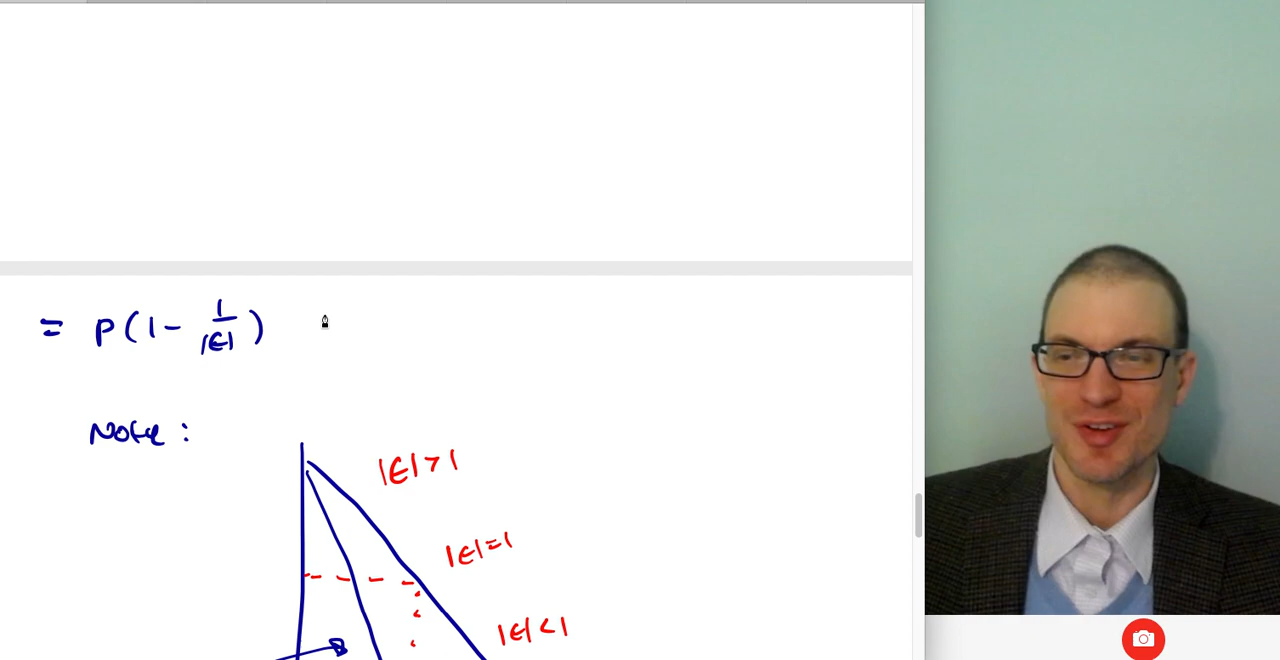 = P(1 - 1/|ε|)
Note:
|ε| > 1
|ε| = 1
|ε| < 1